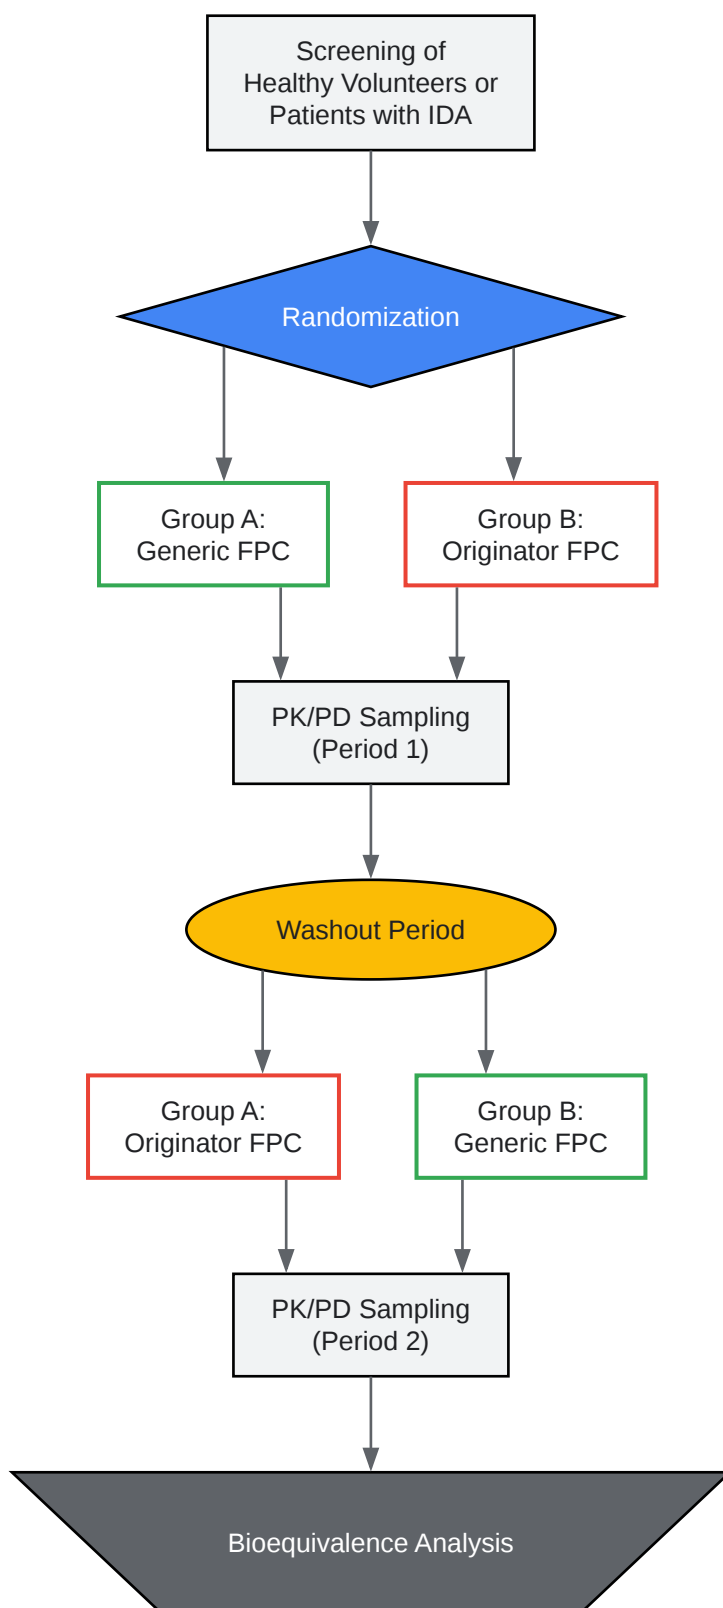 Screening of
Healthy Volunteers or
Patients with IDA
Randomization
Group A:
Generic FPC
Group B:
Originator FPC
PK/PD Sampling
(Period 1)
Washout Period
Group A:
Originator FPC
Group B:
Generic FPC
PK/PD Sampling
(Period 2)
Bioequivalence Analysis